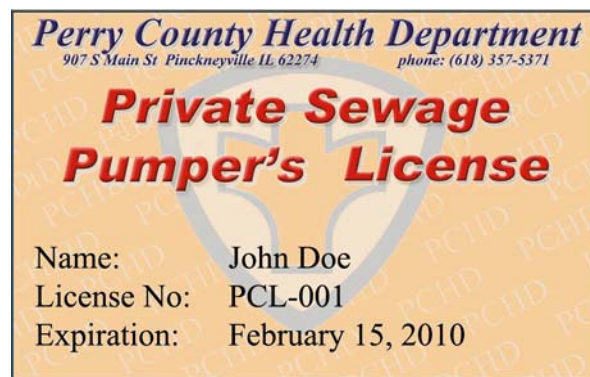 Perry County Health Department
907 S Main St Pinckneyville IL 62274 phone: (618) 357-5371
Private Sewage
Pumper's License
Name: John Doe
License No: PCL-001
Expiration: February 15, 2010
PCHD